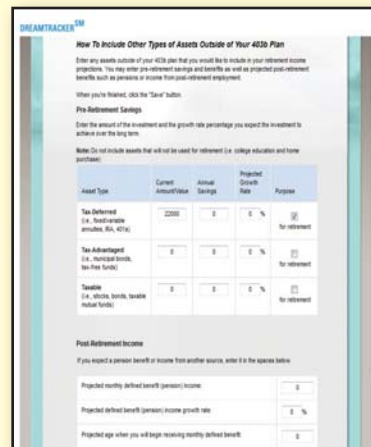 DREAMTRACKER SM
How To Include Other Types of Assets Outside of Your 403b Plan
Enter any assets outside of your 403b plan that you would like to include in your retirement income
projections. You may enter pre-retirement savings and benefits as well as projected post-retirement
benefits such as pensions or income from post-retirement employment.
When you're finished, click the "Save" button.
Pre-Retirement Savings
Enter the amount of the investment and the growth rate percentage you expect the investment to
achieve over the long term.
Note: Do not include assets that will not be used for retirement (i.e. college education and home
purchase)
Asset Type Current Amount/Value Annual Savings Projected Growth Rate Purpose
Tax-Deferred 22000 0 0 %
(i.e., fixed/variable
annuities, IRA, 401a) for retirement
Tax-Advantaged 0 0 0 %
(i.e., municipal bonds,
tax-free funds) for retirement
Taxable 0 0 0 %
(i.e., stocks, bonds, taxable
mutual funds) for retirement
Post-Retirement Income
If you expect a pension benefit or income from another source, enter it in the spaces below.
Projected monthly defined benefit (pension) income: 0
Projected defined benefit (pension) income growth rate: 0 %
Projected age when you will begin receiving monthly defined benefit: 0